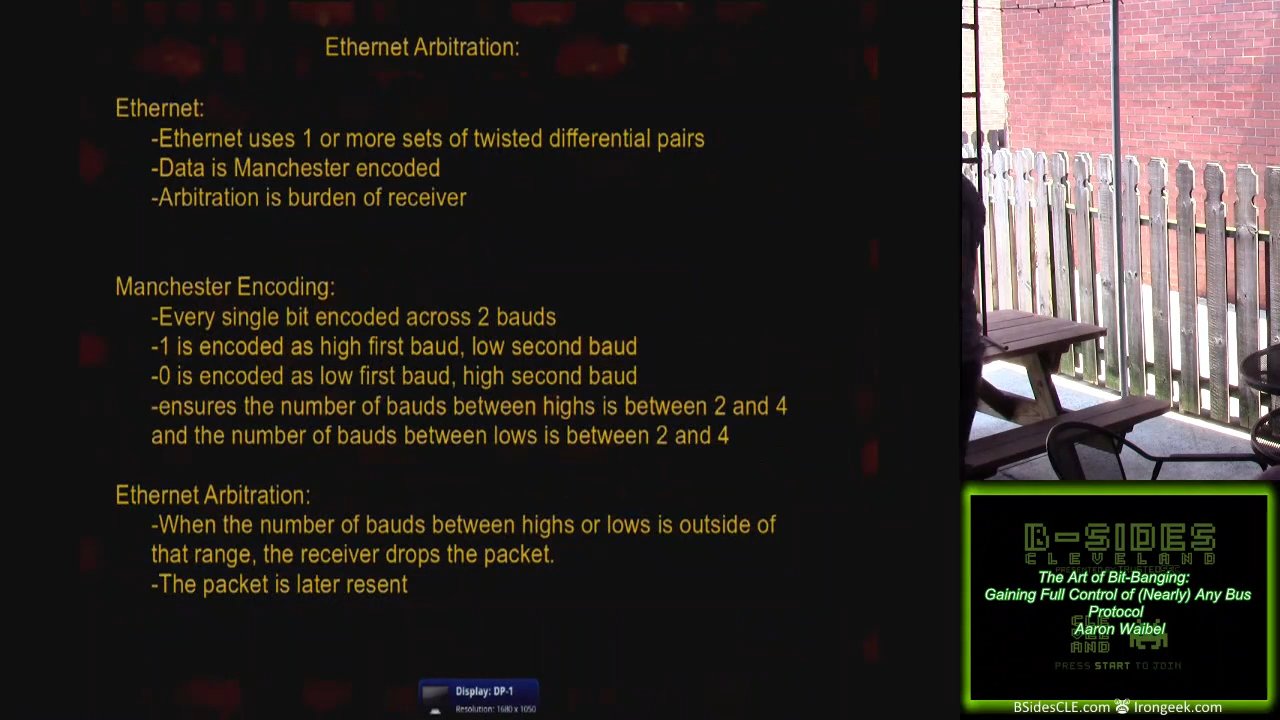 Ethernet Arbitration:
Ethernet:
-Ethernet uses 1 or more sets of twisted differential pairs
-Data is Manchester encoded
-Arbitration is burden of receiver
Manchester Encoding:
-Every single bit encoded across 2 bauds
-1 is encoded as high first baud, low second baud
-0 is encoded as low first baud, high second baud
-ensures the number of bauds between highs is between 2 and 4
and the number of bauds between lows is between 2 and 4
Ethernet Arbitration:
-When the number of bauds between highs or lows is outside of
that range, the receiver drops the packet.
-The packet is later resent
Display: DP-1
Resolution: 1680 x 1050
B-SIDES
CLEVELAND
The Art of Bit-Banging:
Gaining Full Control of (Nearly) Any Bus
Protocol
Aaron Waibel
CLE
VEL
AND
PRESS START TO JOIN
BSidesCLE.com Irongeek.com